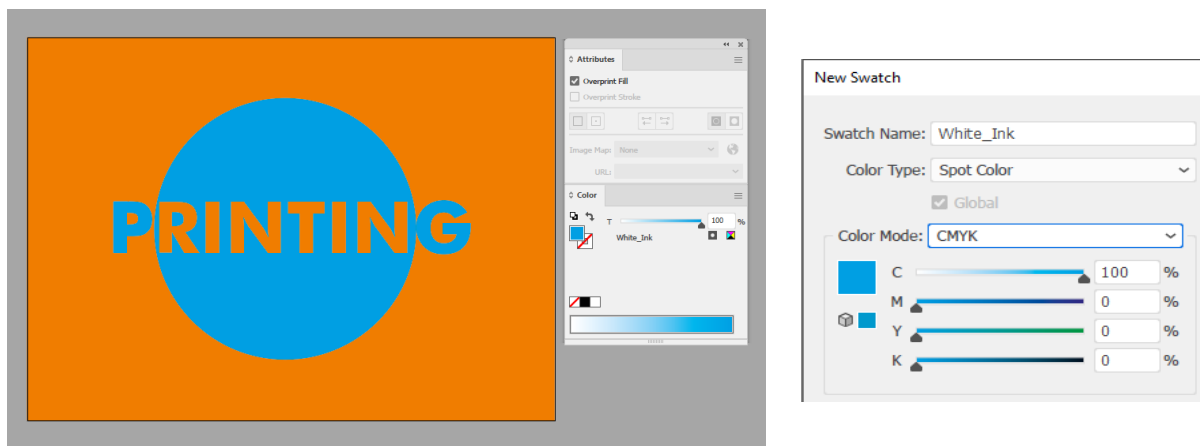 PRINTING
Attributes
Overprint Fill
Overprint Stroke
Image Map: None
URL:
Color
T 100 %
White_Ink
New Swatch
Swatch Name: White_Ink
Color Type: Spot Color
Global
Color Mode: CMYK
C 100 %
M 0 %
Y 0 %
K 0 %